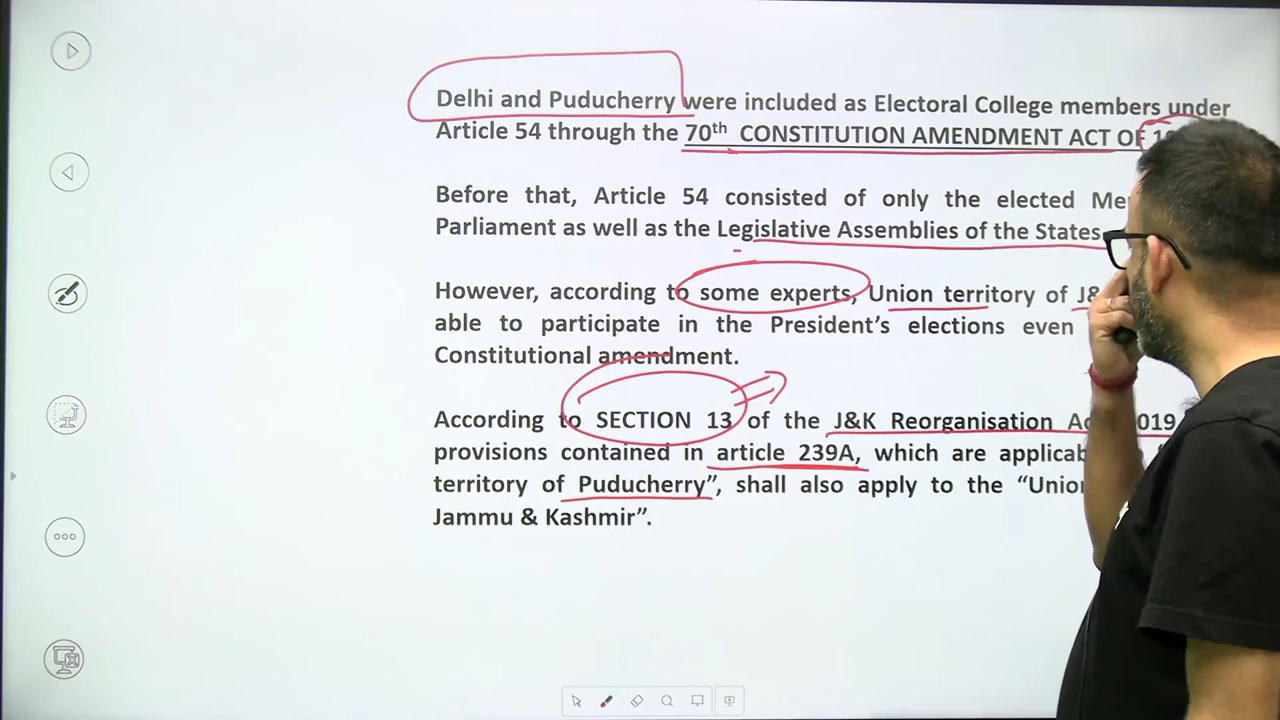 Delhi and Puducherry were included as Electoral College members under
Article 54 through the 70th CONSTITUTION AMENDMENT ACT OF
Before that, Article 54 consisted of only the elected
Parliament as well as the Legislative Assemblies of the States
However, according to some experts, Union territory of
able to participate in the President's elections even
Constitutional amendment.
According to SECTION 13 of the J&K Reorganisation
provisions contained in article 239A, which are
territory of Puducherry”, shall also apply to the
Jammu & Kashmir”.